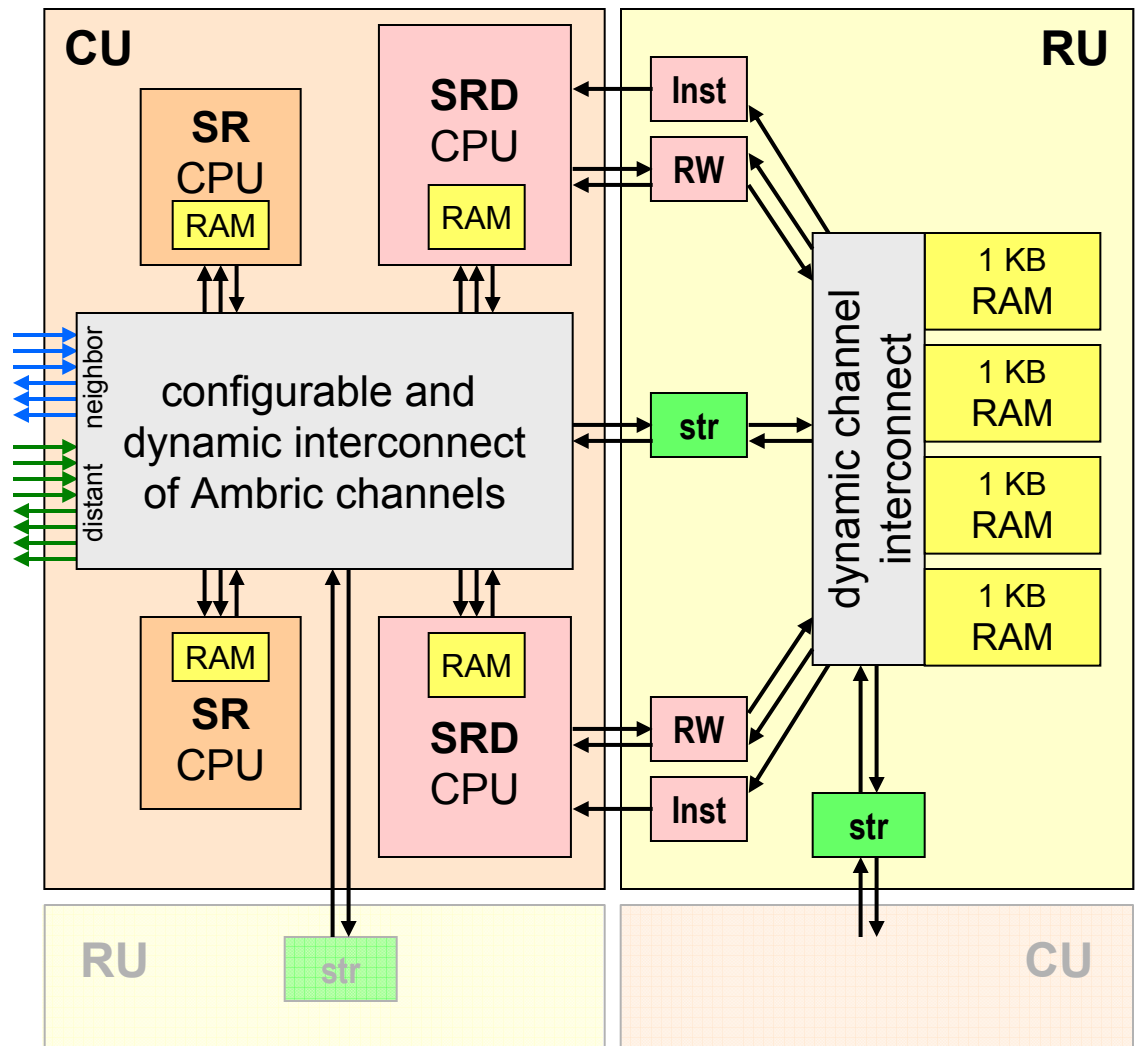 CU
SR
CPU
RAM
SRD
CPU
RAM
neighbor
distant
configurable and
dynamic interconnect
of Ambric channels
RAM
SR
CPU
RAM
SRD
CPU
RU
Inst
RW
str
RW
Inst
dynamic channel
interconnect
1 KB
RAM
1 KB
RAM
1 KB
RAM
1 KB
RAM
str
RU
str
CU